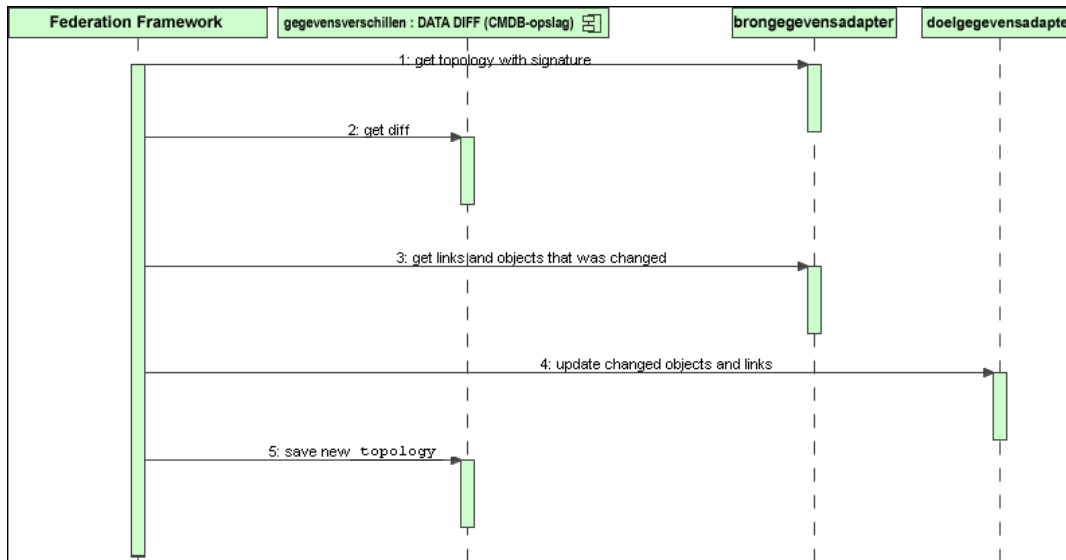 Federation Framework
gegevensverschillen : DATA DIFF (CMDB-opslag)
brongegevensadapter
doelgegevensadapte
1: get topology with signature
2: get diff
3: get links and objects that was changed
4: update changed objects and links
5: save new topology